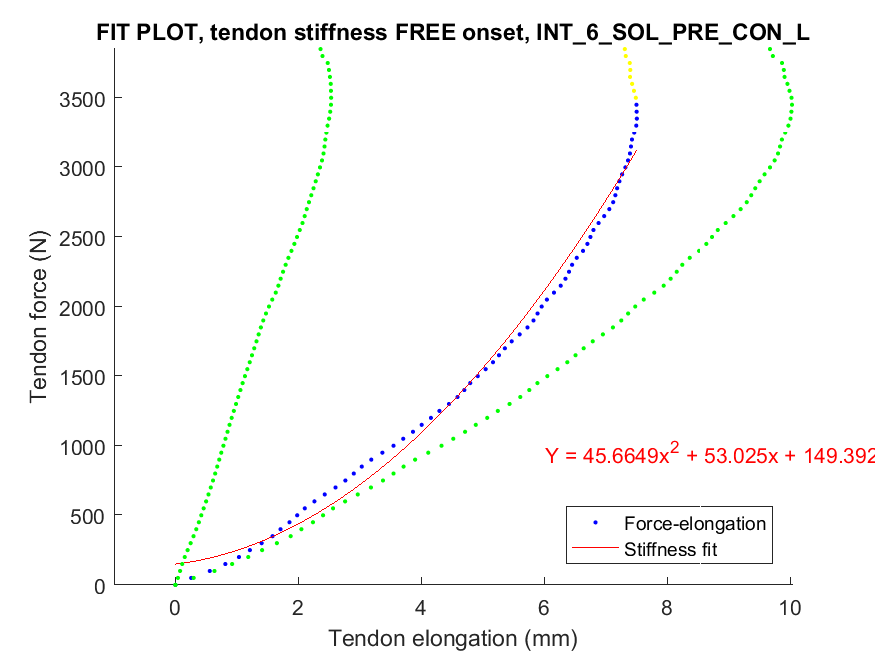 FIT PLOT, tendon stiffness FREE onset, INT_6_SOL_PRE_CON_L
3500
3000
2500
2000
1500
1000
500
0
Tendon force (N)
Y = 45.6649x² + 53.025x + 149.392
Force-elongation
Stiffness fit
0 2 4 6 8 10
Tendon elongation (mm)